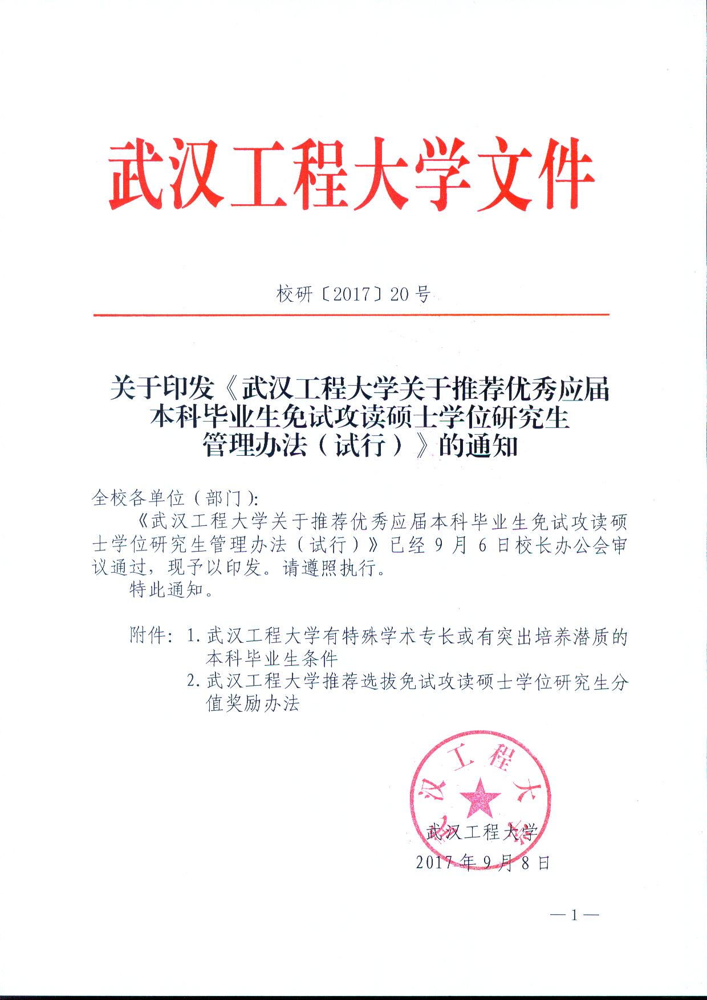 武汉工程大学文件
校研〔2017〕20号
关于印发《武汉工程大学关于推荐优秀应届
本科毕业生免试攻读硕士学位研究生
管理办法（试行）》的通知
全校各单位（部门）：
《武汉工程大学关于推荐优秀应届本科毕业生免试攻读硕
士学位研究生管理办法（试行）》已经9月6日校长办公会审
议通过，现予以印发。请遵照执行。
特此通知。
附件：1.武汉工程大学有特殊学术专长或有突出培养潜质的
本科毕业生条件
2.武汉工程大学推荐选拔免试攻读硕士学位研究生分
值奖励办法
武汉工程大学
武汉工程大学
2017年9月8日
— 1 —